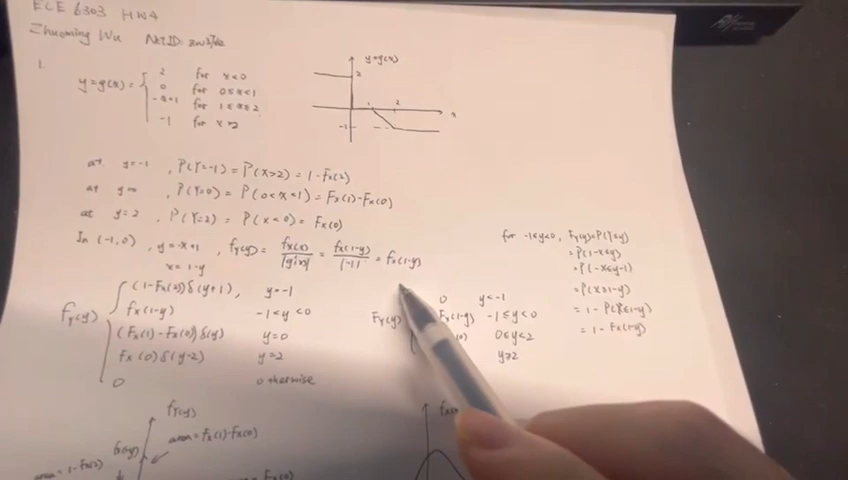 ECE 6303 HW4
Zhuoming Wu NetID:
1.
y=g(x)= { 2 for x<0
0 for 0≤x<1
-x+1 for 1≤x≤2
-1 for x>2
y=g(x)
2
1 2 x
-1
at y=-1, P(Y=-1)=P(X>2)=1-Fx(2)
at y=0, P(Y=0)=P(0<x<1)=Fx(1)-Fx(0)
at y=2, P(Y=2)=P(x<0)=Fx(0)
In (-1,0), y=-x+1, fY(y)= fx(x)/|g'(x)| = fx(1-y)/|-1| = fx(1-y)
x=1-y
for -1≤y<0, FY(y)=P(Y≤y)
=P(1-x≤y)
=P(-x≤y-1)
=P(x≥1-y)
=1-P(x≤1-y)
=1-Fx(1-y)
fY(y) { (1-Fx(2))δ(y+1), y=-1
fx(1-y) -1<y<0
(Fx(1)-Fx(0))δ(y) y=0
Fx(0)δ(y-2) y=2
0 otherwise
FY(y) 0 y<-1
Fx(1-y) -1≤y<0
0≤y<2
y≥2
fY(y)
area=Fx(1)-Fx(0)
area=1-Fx(2)